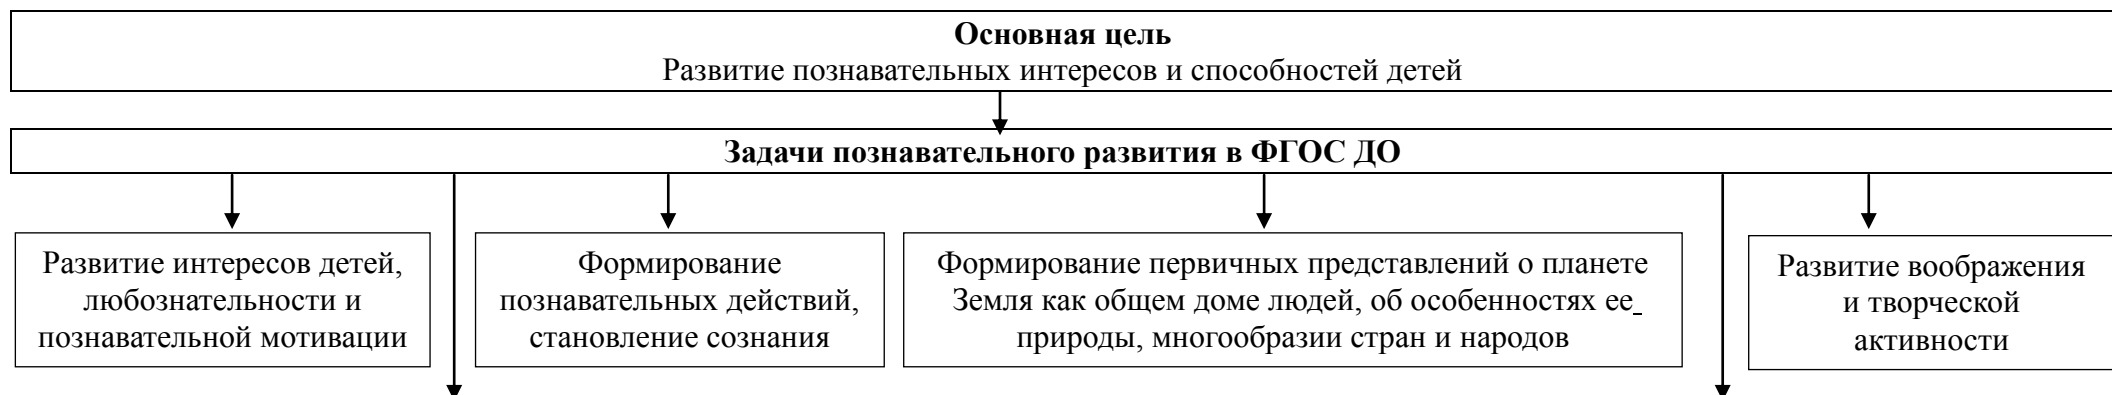 Основная цель
Развитие познавательных интересов и способностей детей
Задачи познавательного развития в ФГОС ДО
Развитие интересов детей,
любознательности и
познавательной мотивации
Формирование
познавательных действий,
становление сознания
Формирование первичных представлений о планете
Земля как общем доме людей, об особенностях ее
природы, многообразии стран и народов
Развитие воображения
и творческой
активности